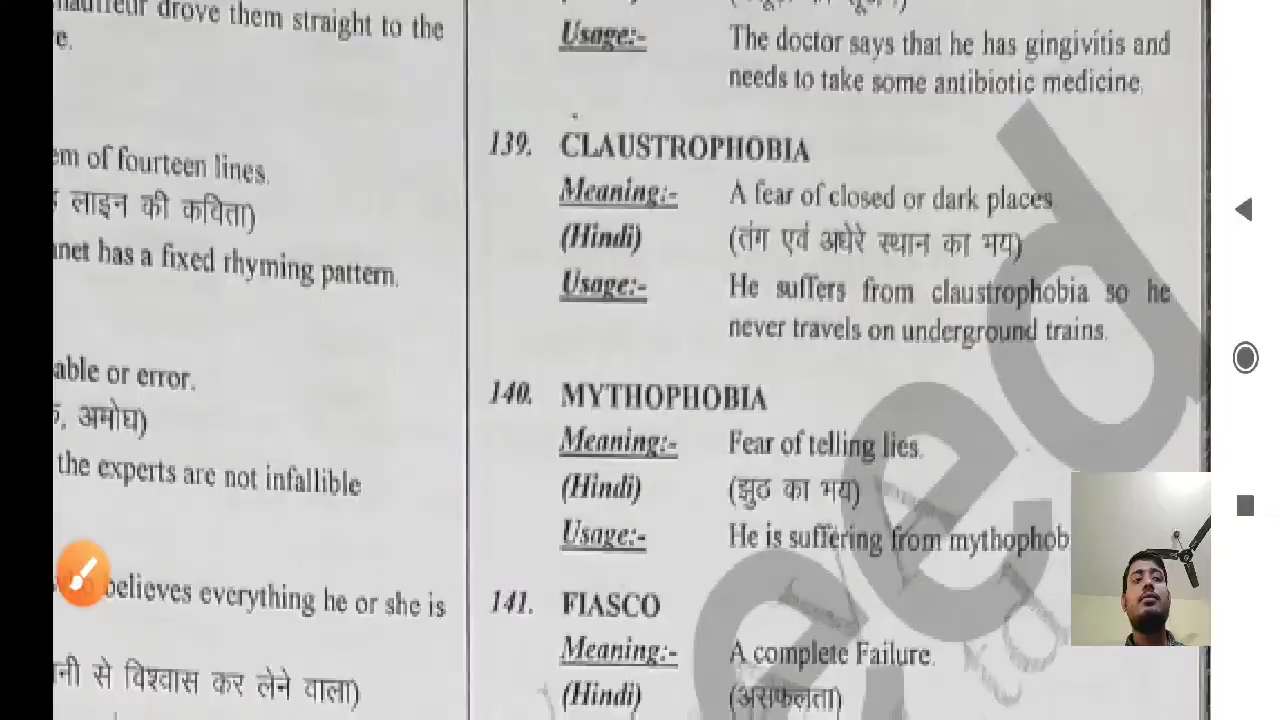 drove them straight to the
e.
em of fourteen lines.
लाइन की कविता)
nnet has a fixed rhyming pattern.
able or error.
अमोघ)
the experts are not infallible
believes everything he or she is
नी से विश्वास कर लेने वाला)
Usage:- The doctor says that he has gingivitis and
needs to take some antibiotic medicine.
139. CLAUSTROPHOBIA
Meaning:- A fear of closed or dark places
(Hindi) (तंग एवं अधेरे स्थान का भय)
Usage:- He suffers from claustrophobia so he
never travels on underground trains.
140. MYTHOPHOBIA
Meaning:- Fear of telling lies.
(Hindi) (झुठ का भय)
Usage:- He is suffering from mythophob
141. FIASCO
Meaning:- A complete Failure.
(Hindi) (असफलता)
eed